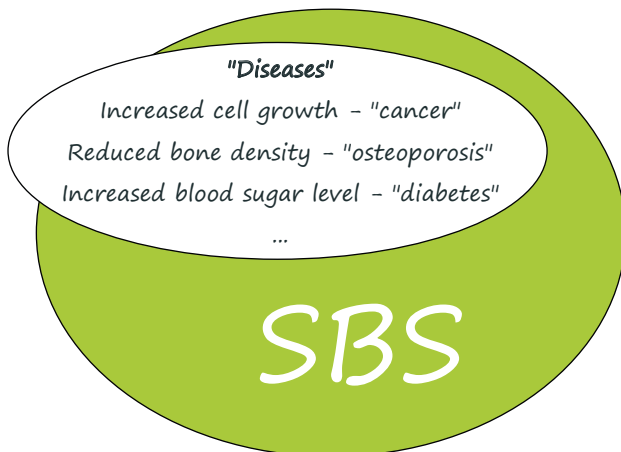 "Diseases"
Increased cell growth - "cancer"
Reduced bone density - "osteoporosis"
Increased blood sugar level - "diabetes"
...
SBS